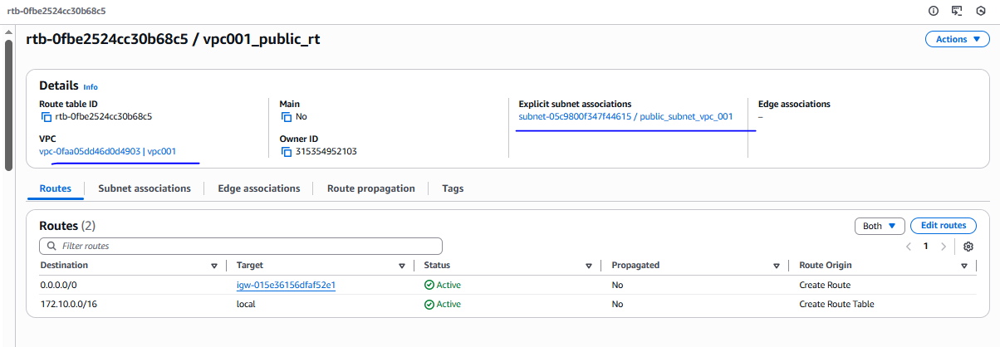 rtb-0fbe2524cc30b68c5
rtb-0fbe2524cc30b68c5 / vpc001_public_rt
Actions
Details Info
Route table ID
rtb-0fbe2524cc30b68c5
Main
No
Explicit subnet associations
subnet-05c9800f347f44615 / public_subnet_vpc_001
Edge associations
–
VPC
vpc-0faa05dd46d0d4903 | vpc001
Owner ID
315354952103
Routes Subnet associations Edge associations Route propagation Tags
Routes (2)
Both
Edit routes
Filter routes
1
Destination Target Status Propagated Route Origin
0.0.0.0/0 igw-015e36156dfaf52e1 Active No Create Route
172.10.0.0/16 local Active No Create Route Table